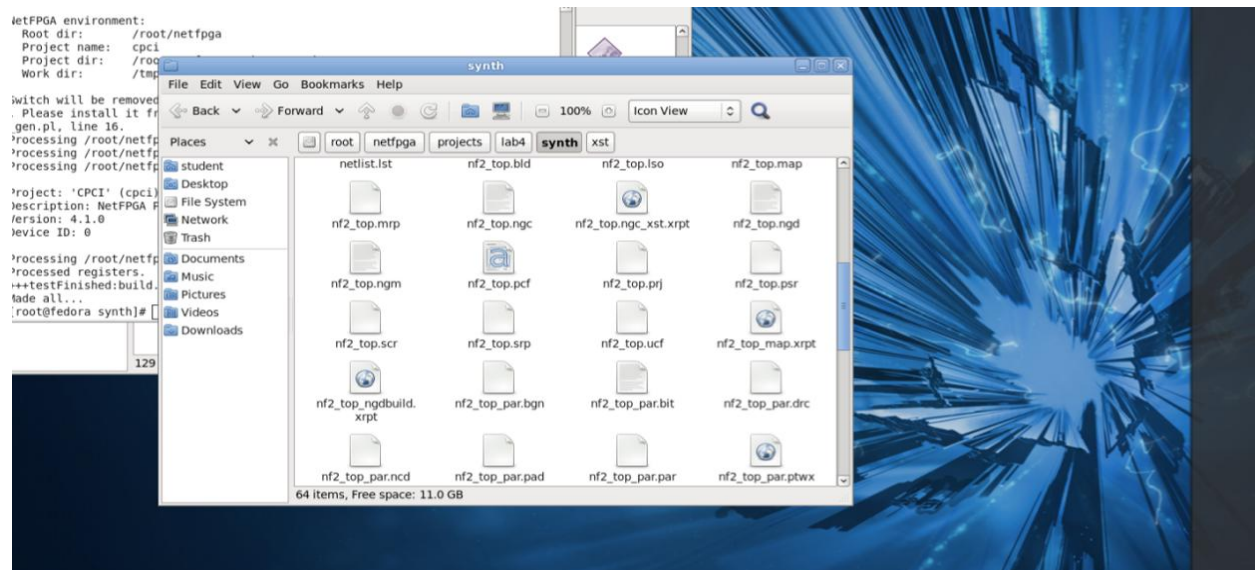 NetFPGA environment:
Root dir: /root/netfpga
Project name: cpci
Project dir: /roo
Work dir: /tmp
Switch will be removed
. Please install it fr
_gen.pl, line 16.
Processing /root/netfp
Processing /root/netfp
Processing /root/netfp
Project: 'CPCI' (cpci)
Description: NetFPGA P
Version: 4.1.0
Device ID: 0
Processing /root/netfp
Processed registers.
+++testFinished:build.
Made all...
[root@fedora synth]#
129
synth
File Edit View Go Bookmarks Help
Back Forward 100% Icon View
Places root netfpga projects lab4 synth xst
student
Desktop
File System
Network
Trash
Documents
Music
Pictures
Videos
Downloads
netlist.lst nf2_top.bld nf2_top.lso nf2_top.map
nf2_top.mrp nf2_top.ngc nf2_top.ngc_xst.xrpt nf2_top.ngd
nf2_top.ngm nf2_top.pcf nf2_top.prj nf2_top.psr
nf2_top.scr nf2_top.srp nf2_top.ucf nf2_top_map.xrpt
nf2_top_ngdbuild. nf2_top_par.bgn nf2_top_par.bit nf2_top_par.drc
xrpt
nf2_top_par.ncd nf2_top_par.pad nf2_top_par.par nf2_top_par.ptwx
64 items, Free space: 11.0 GB